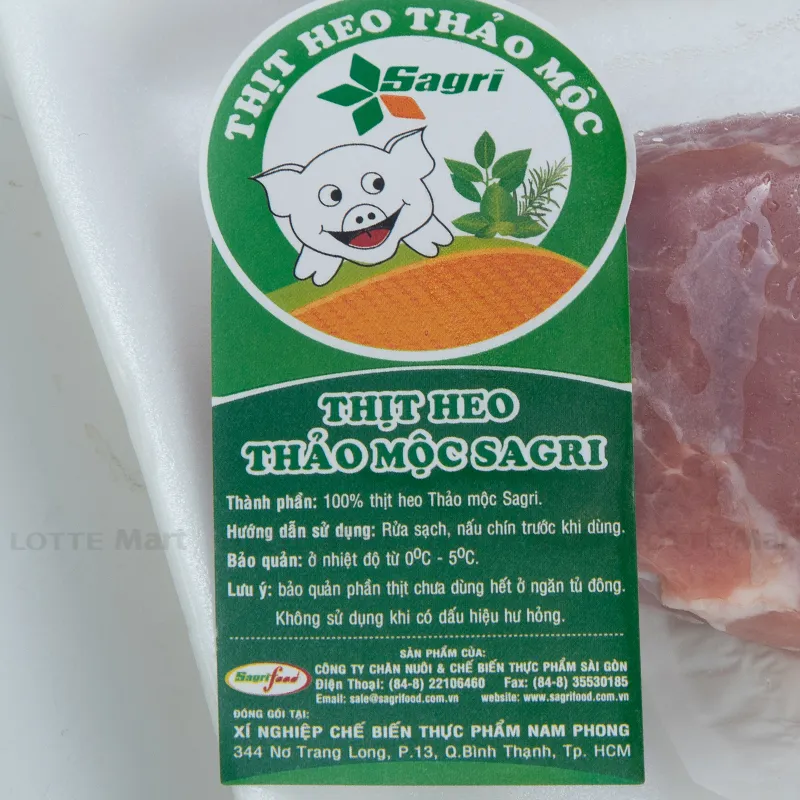 THỊT HEO THẢO MỘC
Sagri
THỊT HEO
THẢO MỘC SAGRI
Thành phần: 100% thịt heo Thảo mộc Sagri.
Hướng dẫn sử dụng: Rửa sạch, nấu chín trước khi dùng.
LOTTE Mart
LOTTE Mart
Bảo quản: ở nhiệt độ từ 0⁰C - 5⁰C.
Lưu ý: bảo quản phần thịt chưa dùng hết ở ngăn tủ đông.
Không sử dụng khi có dấu hiệu hư hỏng.
SẢN PHẨM CỦA:
Sagrifood
CÔNG TY CHĂN NUÔI & CHẾ BIẾN THỰC PHẨM SÀI GÒN
Điện Thoại: (84-8) 22106460 Fax: (84-8) 35530185
Email: sale@sagrifood.com.vn website: www.sagrifood.com.vn
ĐÓNG GÓI TẠI:
XÍ NGHIỆP CHẾ BIẾN THỰC PHẨM NAM PHONG
344 Nơ Trang Long, P.13, Q.Bình Thạnh, Tp. HCM